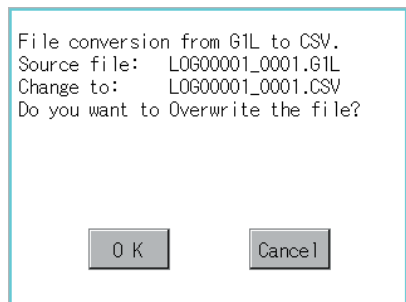 File conversion from G1L to CSV.
Source file: LOG00001_0001.G1L
Change to: LOG00001_0001.CSV
Do you want to Overwrite the file?
O K
Cancel